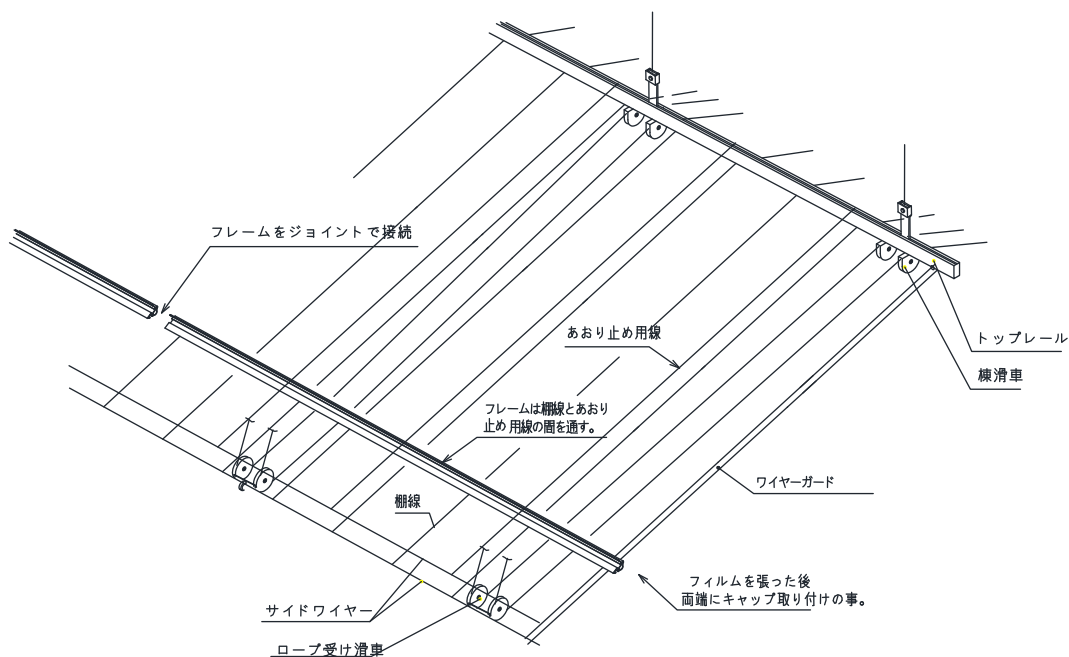 フレームをジョイントで接続
あおり止め用線
トップレール
棟滑車
フレームは棚線とあおり
止め用線の間を通す。
ワイヤーガード
棚線
フィルムを張った後
両端にキャップ取り付けの事。
サイドワイヤー
ロープ受け滑車